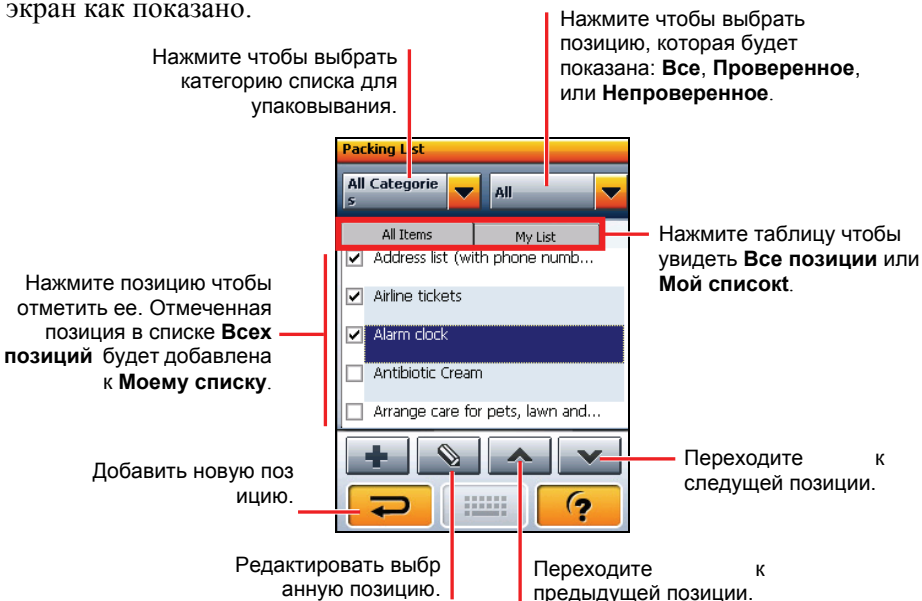 экран как показано.
Нажмите чтобы выбрать
позицию, которая будет
показана: Все, Проверенное,
или Непроверенное.
Нажмите чтобы выбрать
категорию списка для
упаковывания.
Packing List
All Categorie
s
All
All Items
My List
Address list (with phone numb...
Airline tickets
Alarm clock
Antibiotic Cream
Arrange care for pets, lawn and...
Нажмите таблицу чтобы
увидеть Все позиции или
Мой списокt.
Нажмите позицию чтобы
отметить ее. Отмеченная
позиция в списке Всех
позиций будет добавлена
к Моему списку.
Добавить новую поз
ицию.
Переходите к
следущей позиции.
Редактировать выбр
анную позицию.
Переходите к
предыдущей позиции.